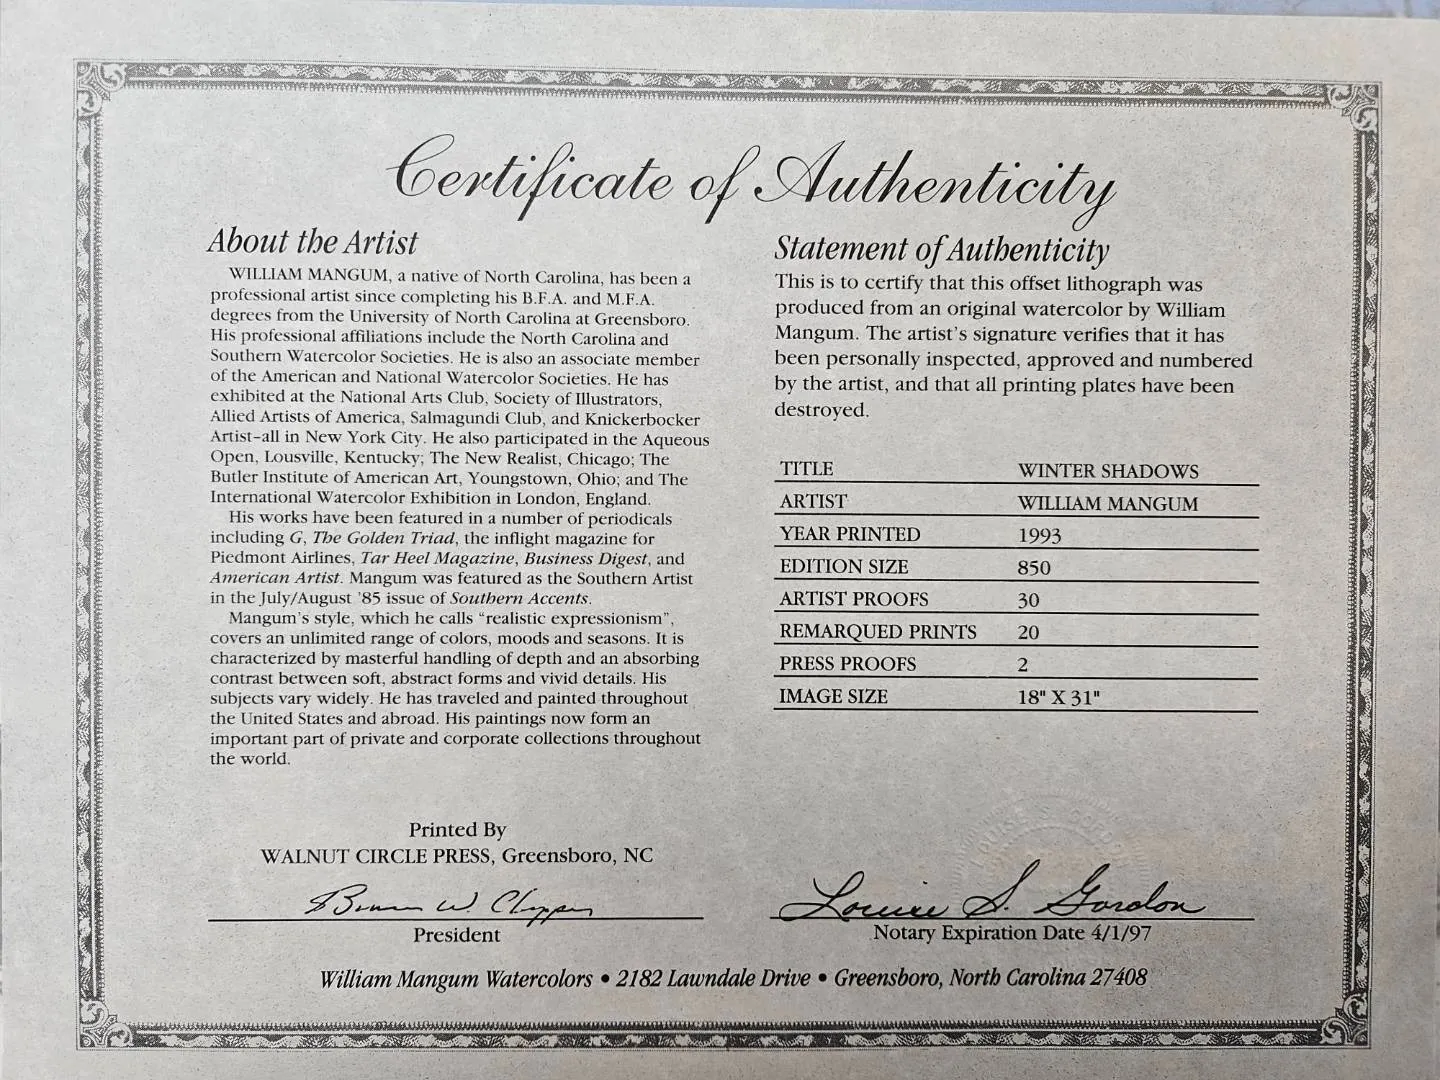 Certificate of Authenticity
About the Artist
WILLIAM MANGUM, a native of North Carolina, has been a
professional artist since completing his B.F.A. and M.F.A.
degrees from the University of North Carolina at Greensboro.
His professional affiliations include the North Carolina and
Southern Watercolor Societies. He is also an associate member
of the American and National Watercolor Societies. He has
exhibited at the National Arts Club, Society of Illustrators,
Allied Artists of America, Salmagundi Club, and Knickerbocker
Artist-all in New York City. He also participated in the Aqueous
Open, Lousville, Kentucky; The New Realist, Chicago; The
Butler Institute of American Art, Youngstown, Ohio; and The
International Watercolor Exhibition in London, England.
His works have been featured in a number of periodicals
including G, The Golden Triad, the inflight magazine for
Piedmont Airlines, Tar Heel Magazine, Business Digest, and
American Artist. Mangum was featured as the Southern Artist
in the July/August '85 issue of Southern Accents.
Mangum's style, which he calls "realistic expressionism",
covers an unlimited range of colors, moods and seasons. It is
characterized by masterful handling of depth and an absorbing
contrast between soft, abstract forms and vivid details. His
subjects vary widely. He has traveled and painted throughout
the United States and abroad. His paintings now form an
important part of private and corporate collections throughout
the world.
Printed By
WALNUT CIRCLE PRESS, Greensboro, NC
W.
President
Statement of Authenticity
This is to certify that this offset lithograph was
produced from an original watercolor by William
Mangum. The artist's signature verifies that it has
been personally inspected, approved and numbered
by the artist, and that all printing plates have been
destroyed.
TITLE WINTER SHADOWS
ARTIST WILLIAM MANGUM
YEAR PRINTED 1993
EDITION SIZE 850
ARTIST PROOFS 30
REMARQUED PRINTS 20
PRESS PROOFS 2
IMAGE SIZE 18" X 31"
LOUISE S. GORDON
Louise S. Gordon
Notary Expiration Date 4/1/97
William Mangum Watercolors • 2182 Lawndale Drive • Greensboro, North Carolina 27408